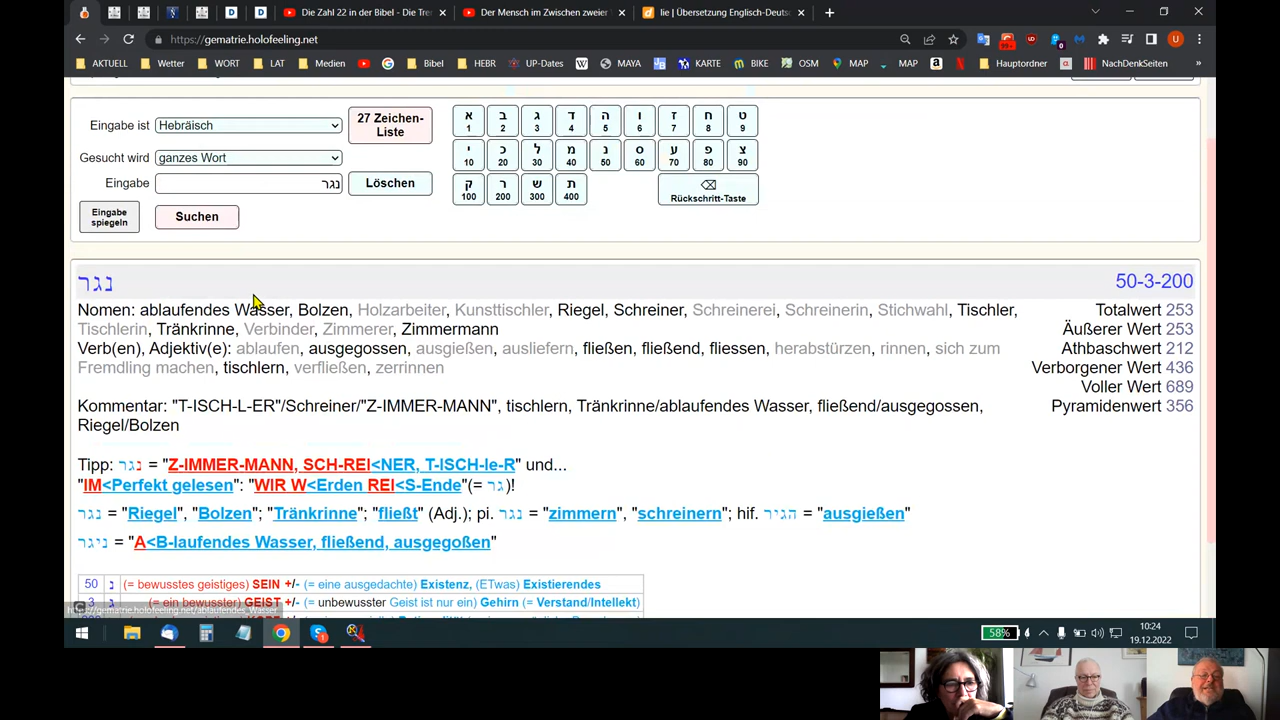 Die Zahl 22 in der Bibel - Die Tre
Der Mensch im Zwischen zweier
lie | Übersetzung Englisch-Deutsc
https://gematrie.holofeeling.net
AKTUELL Wetter WORT LAT Medien Bibel HEBR UP-Dates MAYA KARTE BIKE OSM MAP MAP Hauptordner NachDenkSeiten »
Eingabe ist Hebräisch
27 Zeichen-
Liste
Gesucht wird ganzes Wort
Eingabe נגר Löschen
Eingabe
spiegeln
Suchen
א ב ג ד ה ו ז ח ט
1 2 3 4 5 6 7 8 9
י כ ל מ נ ס ע פ צ
10 20 30 40 50 60 70 80 90
ק ר ש ת ⌫
100 200 300 400 Rückschritt-Taste
נגר 50-3-200
Nomen: ablaufendes Wasser, Bolzen, Holzarbeiter, Kunsttischler, Riegel, Schreiner, Schreinerei, Schreinerin, Stichwahl, Tischler,
Tischlerin, Tränkrinne, Verbinder, Zimmerer, Zimmermann
Verb(en), Adjektiv(e): ablaufen, ausgegossen, ausgießen, ausliefern, fließen, fließend, fliessen, herabstürzen, rinnen, sich zum
Fremdling machen, tischlern, verfließen, zerrinnen
Totalwert 253
Äußerer Wert 253
Athbaschwert 212
Verborgener Wert 436
Voller Wert 689
Pyramidenwert 356
Kommentar: "T-ISCH-L-ER"/Schreiner/"Z-IMMER-MANN", tischlern, Tränkrinne/ablaufendes Wasser, fließend/ausgegossen,
Riegel/Bolzen
Tipp: נגר = "Z-IMMER-MANN, SCH-REI<NER, T-ISCH-le-R" und...
"IM<Perfekt gelesen": "WIR W<Erden REI<S-Ende"(= גר)!
נגר = "Riegel", "Bolzen"; "Tränkrinne"; "fließt" (Adj.); pi. נגר = "zimmern", "schreinern"; hif. הגיר = "ausgießen"
ניגר = "A<B-laufendes Wasser, fließend, ausgegoßen"
50 נ (= bewusstes geistiges) SEIN +/- (= eine ausgedachte) Existenz, (ETwas) Existierendes
3 ג (= ein bewusster) GEIST +/- (= unbewusster Geist ist nur ein) Gehirn (= Verstand/Intellekt)
https://gematrie.holofeeling.net/ablaufendes_Wasser
58%
10:24
19.12.2022